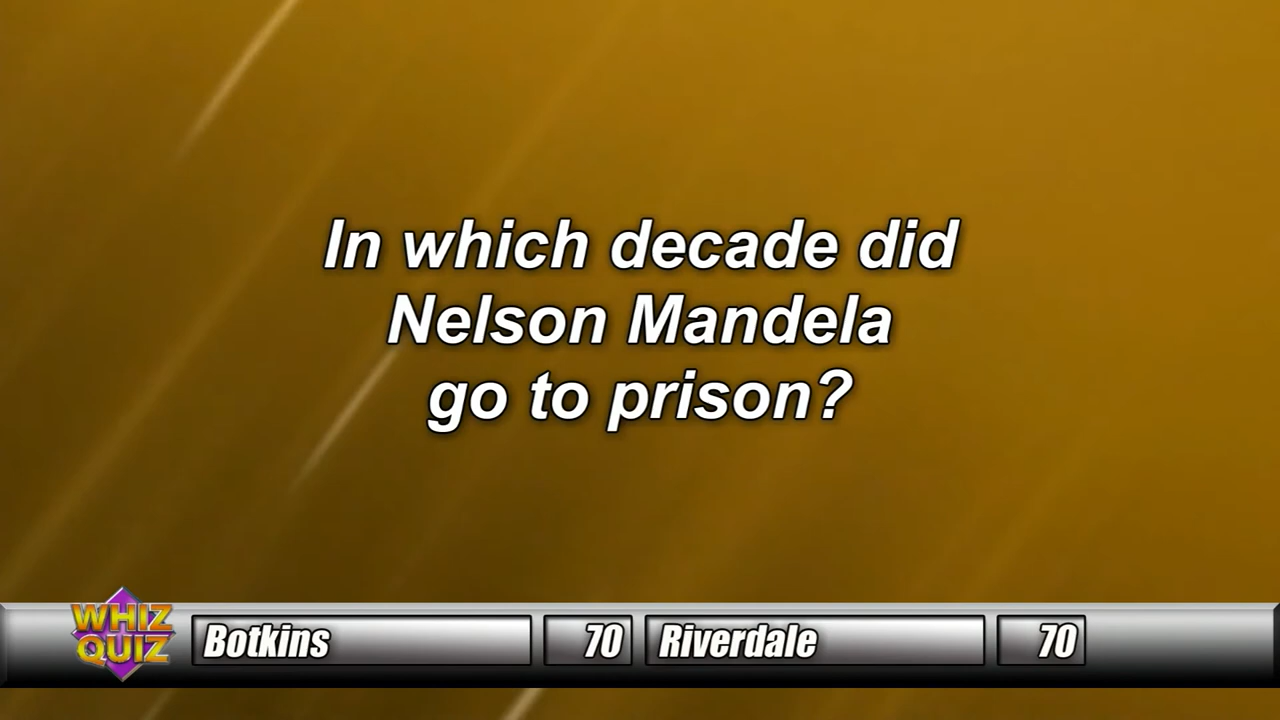 In which decade did
Nelson Mandela
go to prison?
WHIZ
QUIZ
Botkins 70 Riverdale 70